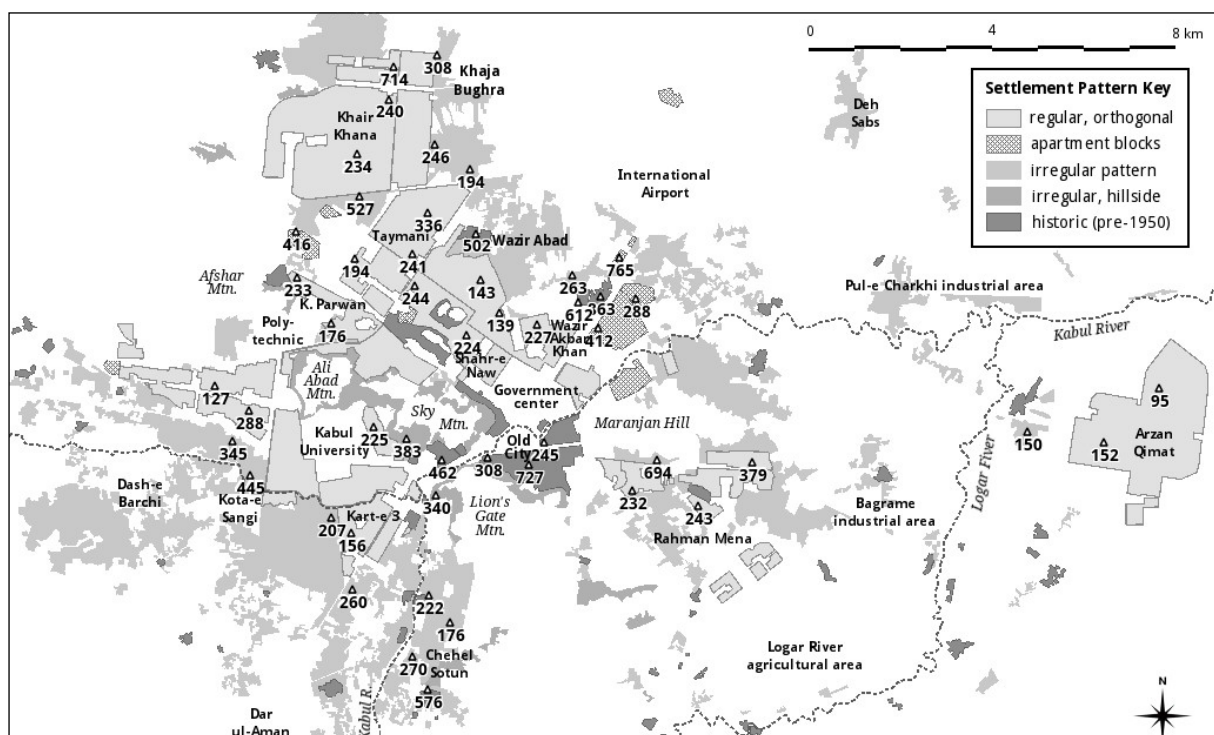 0
4
8 km
Settlement Pattern Key
regular, orthogonal
apartment blocks
irregular pattern
irregular, hillside
historic (pre-1950)
308
714
Khaja
Bughra
240
Khair
Khana
246
234
194
Deh
Sabs
International
Airport
527
336
Taymani
502
Wazir Abad
416
194
241
765
Afshar
Mtn.
233
K. Parwan
244
143
263
612
863
288
Pul-e Charkhi industrial area
Kabul River
Poly-
technic
176
139
227
Wazir
Akbar
Khan
412
224
Shahr-e
Naw
Government
center
Ali
Abad
Mtn.
127
288
Sky
Mtn.
Maranjan Hill
95
Kabul
University
225
383
Old
City
245
150
152
Arzan
Qimat
345
462
308
727
694
379
Logar River
445
Dash-e
Barchi
Kota-e
Sangi
340
Lion's
Gate
Mtn.
232
243
Bagrame
industrial area
Kart-e 3
207
156
Rahman Mena
260
222
176
Chehel
Sotun
270
576
Logar River
agricultural area
Kabul R.
Dar
ul-Aman
N